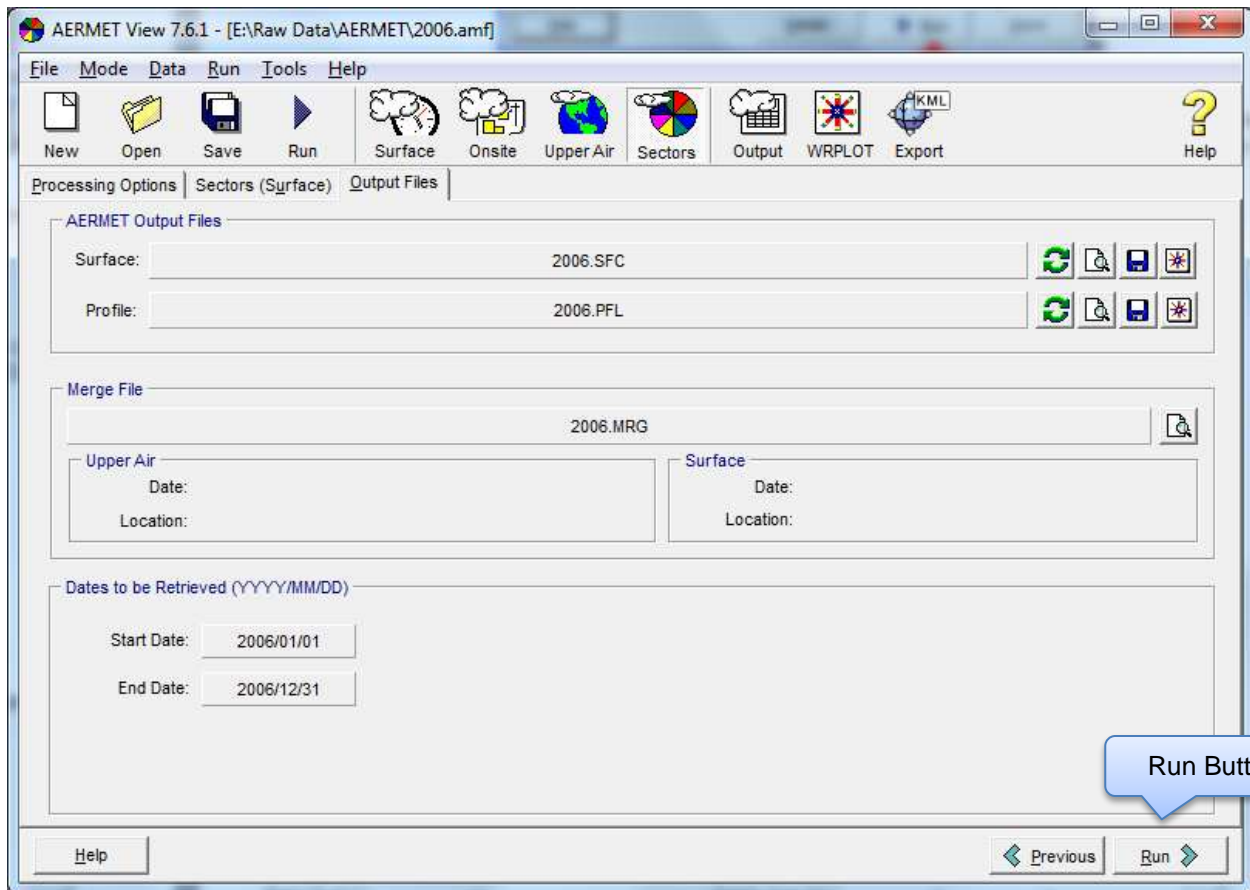 AERMET View 7.6.1 - [E:\Raw Data\AERMET\2006.amf]
File Mode Data Run Tools Help
KML
New Open Save Run Surface Onsite Upper Air Sectors Output WRPLOT Export Help
Processing Options Sectors (Surface) Output Files
AERMET Output Files
Surface: 2006.SFC
Profile: 2006.PFL
Merge File
2006.MRG
Upper Air Surface
Date: Date:
Location: Location:
Dates to be Retrieved (YYYY/MM/DD)
Start Date: 2006/01/01
End Date: 2006/12/31
Run Butt
Help Previous Run